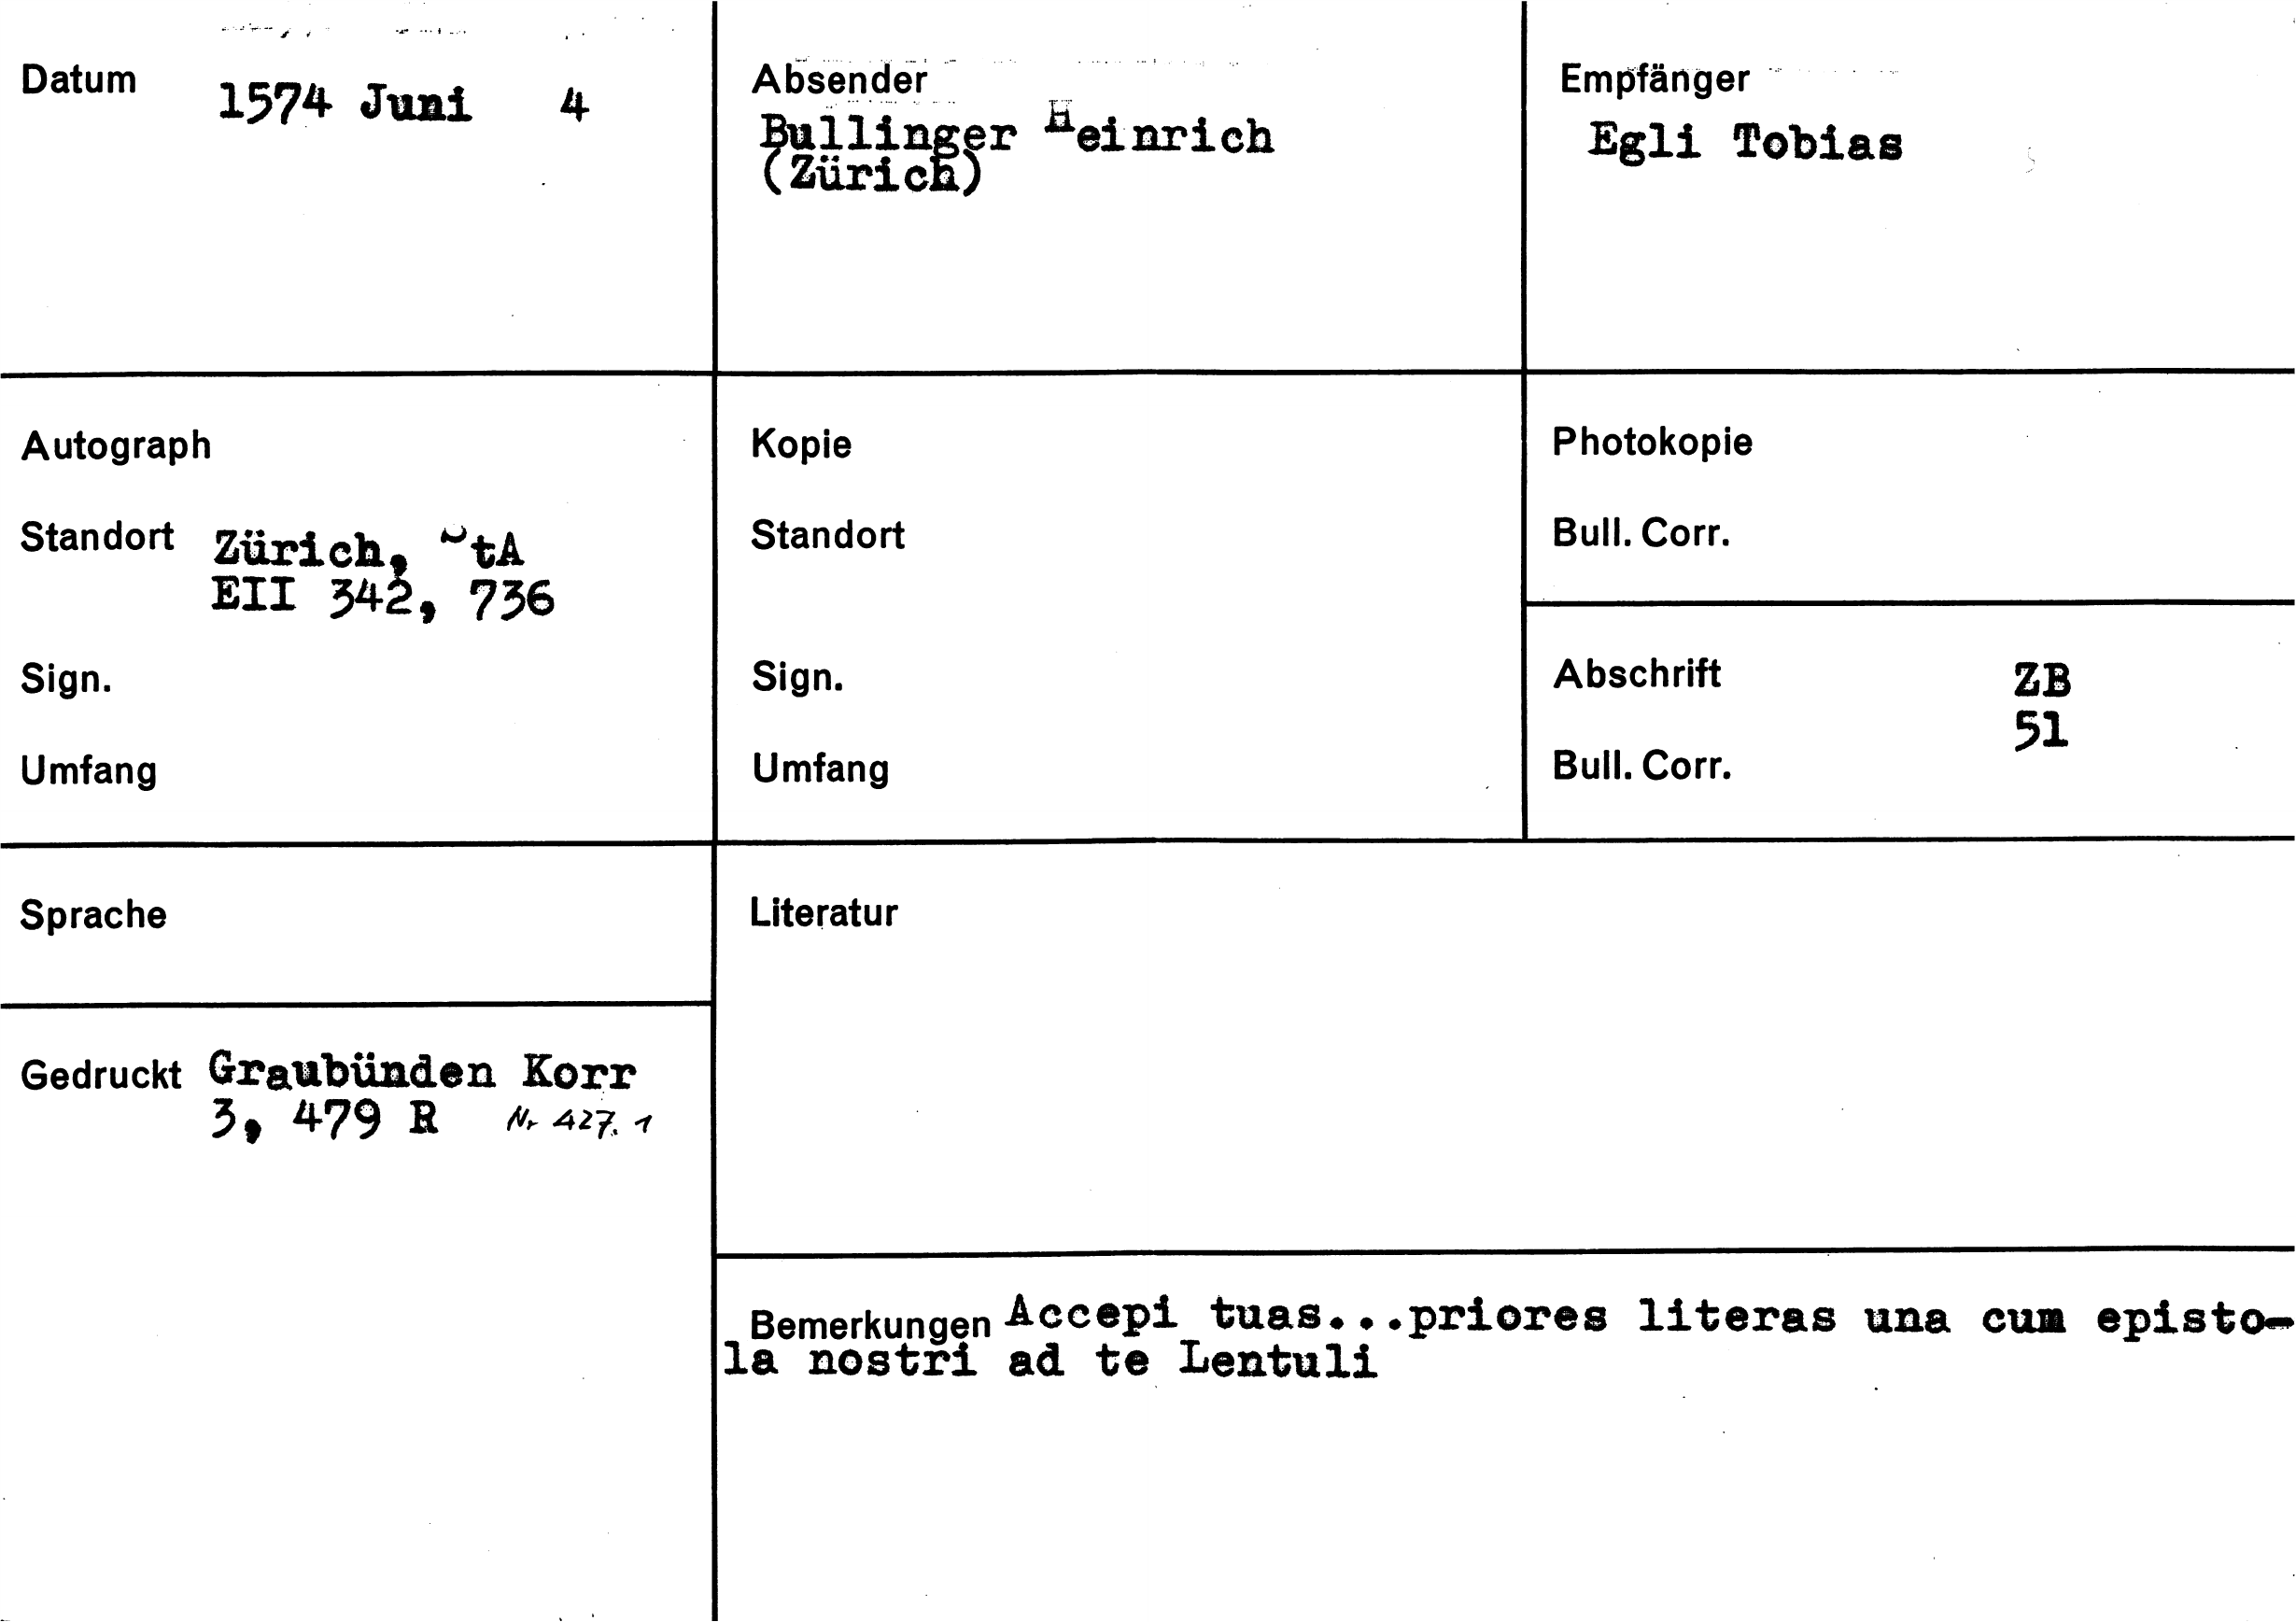 Datum 1574 Juni 4
Absender
Bullinger Heinrich
(Zürich)
Empfänger
Egli Tobias
Autograph
Standort Zürich, StA
EII 342, 736
Sign.
Umfang
Kopie
Standort
Sign.
Umfang
Photokopie
Bull. Corr.
Abschrift ZB
51
Bull. Corr.
Sprache
Gedruckt Graubünden Korr
3, 479 R Nr 427.1
Literatur
Bemerkungen Accepi tuas...priores literas una cum episto-
la nostri ad te Lentuli